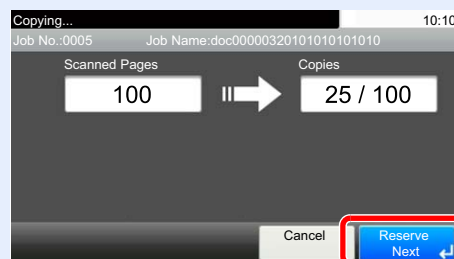 Copying... 10:10
Job No.:0005 Job Name:doc00000320101010101010
Scanned Pages Copies
100 25 / 100
Cancel Reserve
Next